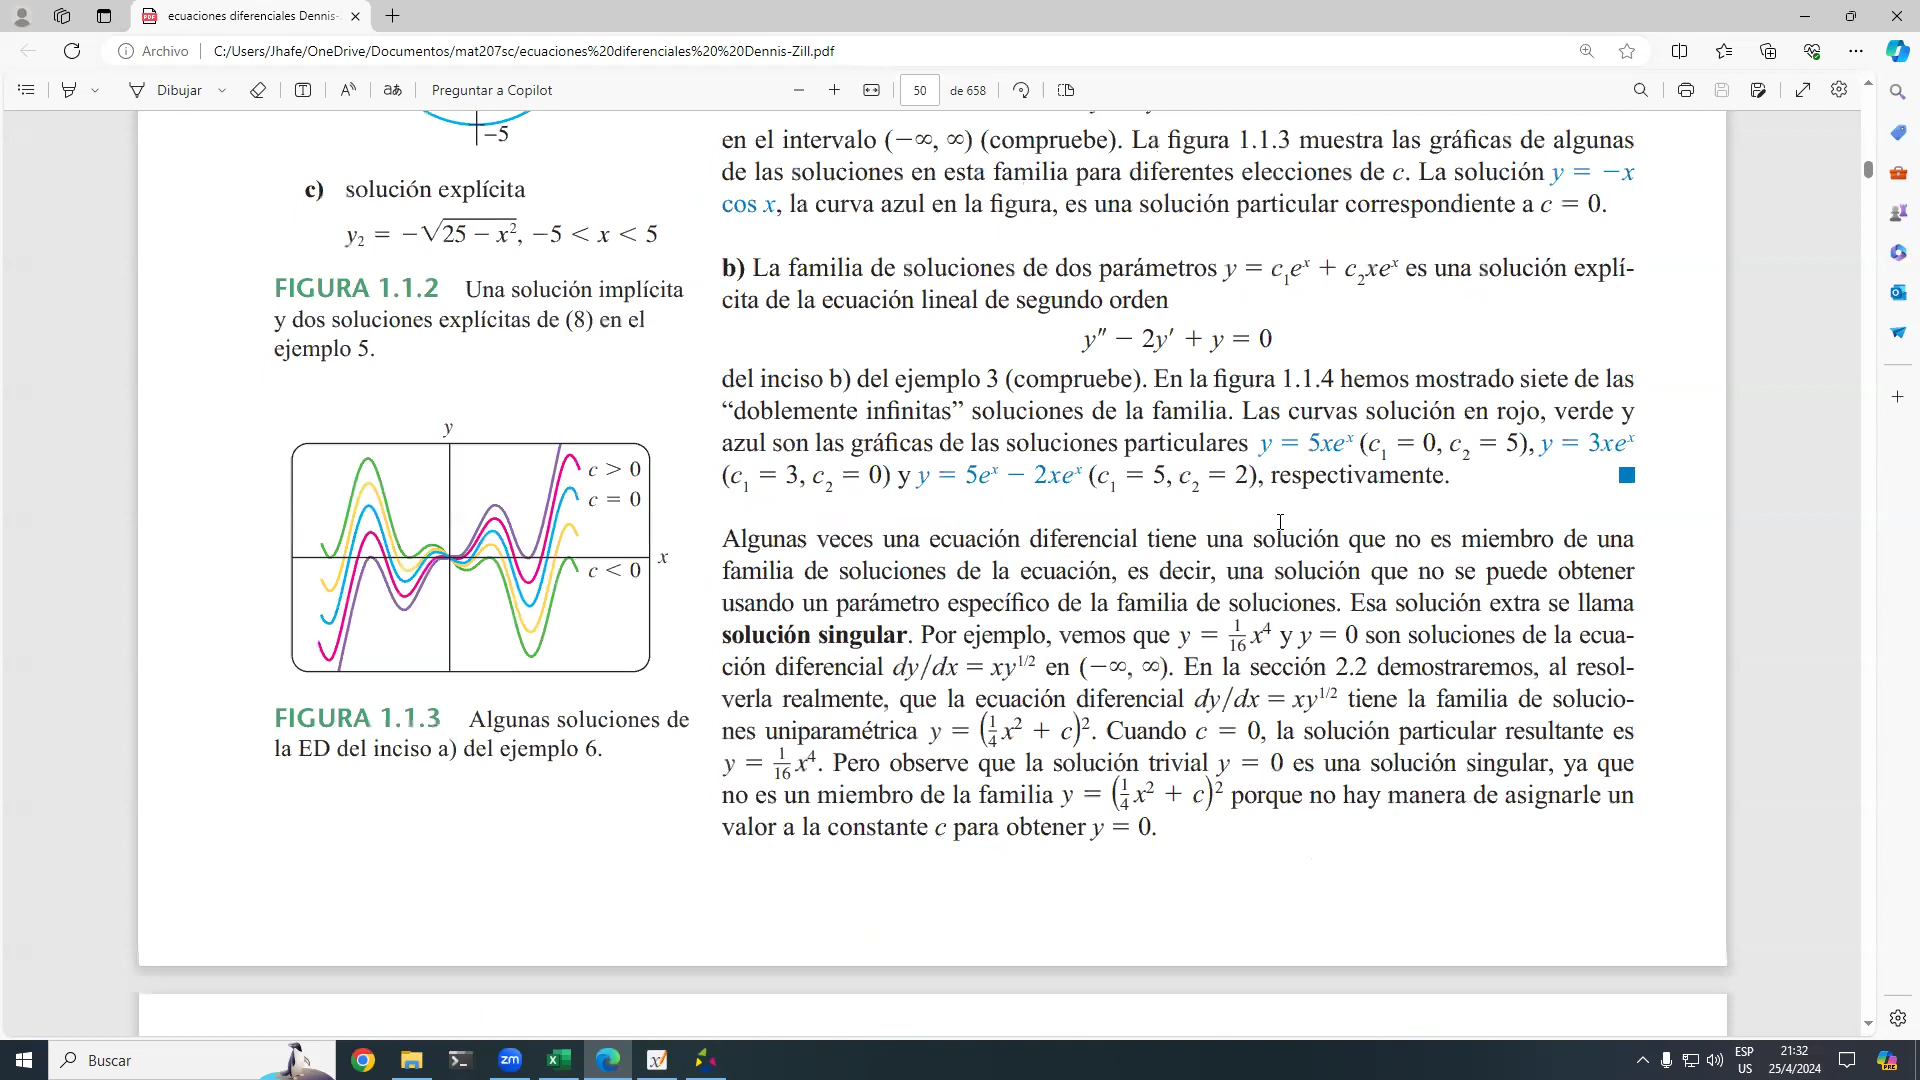 ecuaciones diferenciales Dennis-
Archivo
C:/Users/Jhafe/OneDrive/Documentos/mat207sc/ecuaciones%20diferenciales%20%20Dennis-Zill.pdf
Dibujar
Preguntar a Copilot
50 de 658
−5
c) solución explícita
y₂ = −√25 − x², −5 < x < 5
FIGURA 1.1.2 Una solución implícita
y dos soluciones explícitas de (8) en el
ejemplo 5.
y
c > 0
c = 0
x
c < 0
FIGURA 1.1.3 Algunas soluciones de
la ED del inciso a) del ejemplo 6.
en el intervalo (−∞, ∞) (compruebe). La figura 1.1.3 muestra las gráficas de algunas
de las soluciones en esta familia para diferentes elecciones de c. La solución y = −x
cos x, la curva azul en la figura, es una solución particular correspondiente a c = 0.
b) La familia de soluciones de dos parámetros y = c₁eˣ + c₂xeˣ es una solución explí-
cita de la ecuación lineal de segundo orden
y″ − 2y′ + y = 0
del inciso b) del ejemplo 3 (compruebe). En la figura 1.1.4 hemos mostrado siete de las
“doblemente infinitas” soluciones de la familia. Las curvas solución en rojo, verde y
azul son las gráficas de las soluciones particulares y = 5xeˣ (c₁ = 0, c₂ = 5), y = 3xeˣ
(c₁ = 3, c₂ = 0) y y = 5eˣ − 2xeˣ (c₁ = 5, c₂ = 2), respectivamente.
Algunas veces una ecuación diferencial tiene una solución que no es miembro de una
familia de soluciones de la ecuación, es decir, una solución que no se puede obtener
usando un parámetro específico de la familia de soluciones. Esa solución extra se llama
solución singular. Por ejemplo, vemos que y = 1/16 x⁴ y y = 0 son soluciones de la ecua-
ción diferencial dy/dx = xy^1/2 en (−∞, ∞). En la sección 2.2 demostraremos, al resol-
verla realmente, que la ecuación diferencial dy/dx = xy^1/2 tiene la familia de solucio-
nes uniparamétrica y = (1/4 x² + c)². Cuando c = 0, la solución particular resultante es
y = 1/16 x⁴. Pero observe que la solución trivial y = 0 es una solución singular, ya que
no es un miembro de la familia y = (1/4 x² + c)² porque no hay manera de asignarle un
valor a la constante c para obtener y = 0.
Buscar
zm
ESP
US
21:32
25/4/2024